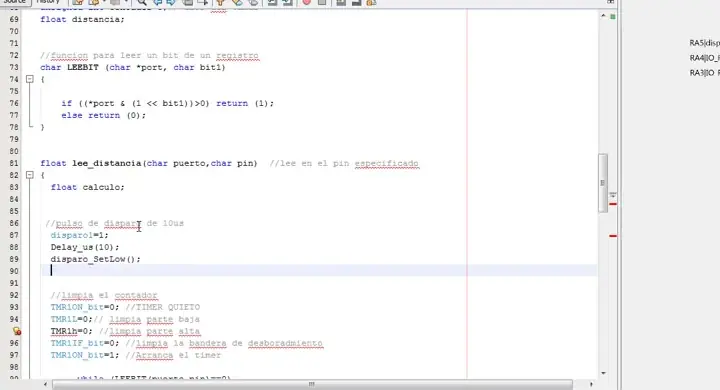 Source History
69 float distancia;
70
71
72 //funcion para leer un bit de un registro
73 char LEEBIT (char *port, char bit1)
74 {
75
76 if ((*port & (1 << bit1))>0) return (1);
77 else return (0);
78 }
79
80
81 float lee_distancia(char puerto,char pin) //lee en el pin especificado
82 {
83 float calculo;
84
85
86 //pulso de disparo de 10us
87 disparo1=1;
88 Delay_us(10);
89 disparo_SetLow();
90
91
92 //limpia el contador
93 TMR1ON_bit=0; //TIMER QUIETO
94 TMR1L=0;// limpia parte baja
TMR1h=0; //limpia parte alta
96 TMR1IF_bit=0; //limpia la bandera de desboradmiento
97 TMR1ON_bit=1; //Arranca el timer
98
while (LEEBIT(puerto,pin)==0)
RA5|disp
RA4|IO_R
RA3|IO_R